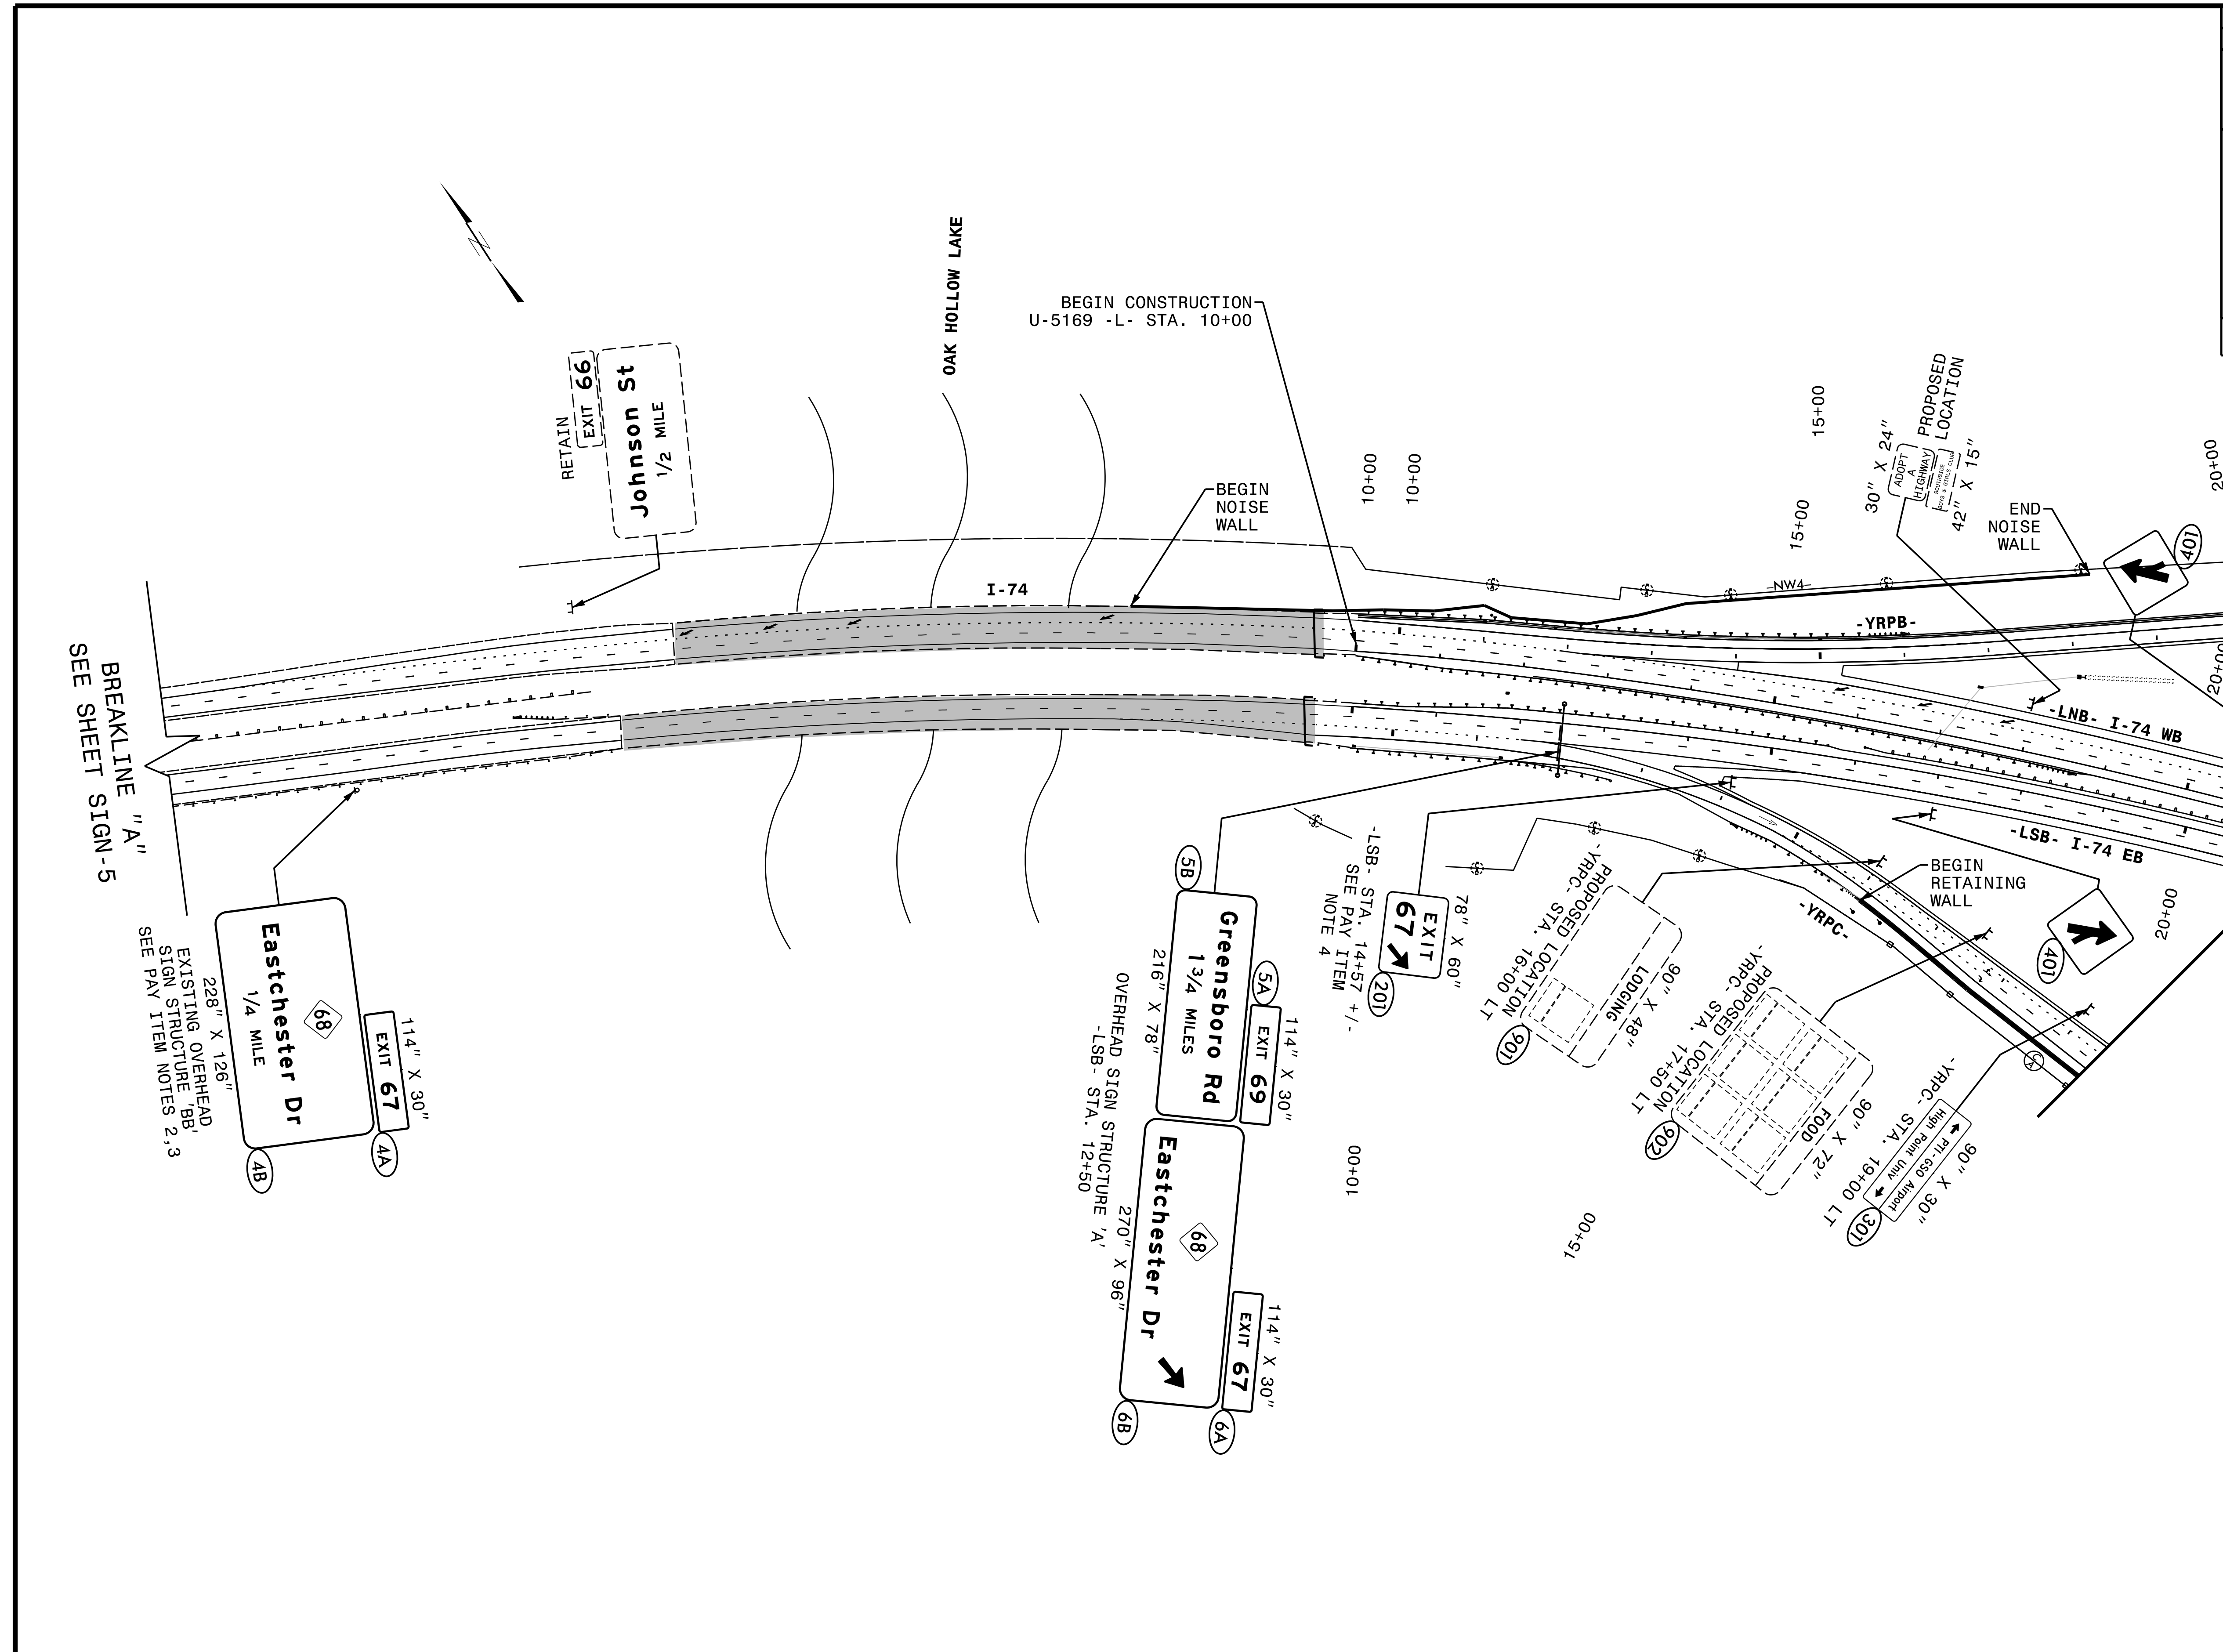 OAK HOLLOW LAKE
BEGIN CONSTRUCTION
U-5169 -L- STA. 10+00
RETAIN
EXIT 66
Johnson St
1/2 MILE
BEGIN
NOISE
WALL
10+00
10+00
15+00
15+00
30" X 24"
ADOPT
A
HIGHWAY
SOUTHSIDE
BOYS & GIRLS CLUB
42" X 15"
PROPOSED
LOCATION
END
NOISE
WALL
401
20+00
20+00
I-74
-NW4-
-YRPB-
-LNB- I-74 WB
-LSB- I-74 EB
BREAKLINE "A"
SEE SHEET SIGN-5
BEGIN
RETAINING
WALL
-YRPC-
401
20+00
114" X 30"
EXIT 67
4A
68
Eastchester Dr
1/4 MILE
4B
228" X 126"
EXISTING OVERHEAD
SIGN STRUCTURE 'BB'
SEE PAY ITEM NOTES 2,3
5B
5A
114" X 30"
EXIT 69
Greensboro Rd
1 3/4 MILES
216" X 78"
OVERHEAD SIGN STRUCTURE 'A'
-LSB- STA. 12+50
114" X 30"
EXIT 67
6A
68
Eastchester Dr
270" X 96"
6B
78" X 60"
EXIT
67
201
-LSB- STA. 14+57 +/-
SEE PAY ITEM
NOTE 4
10+00
15+00
90" X 48"
LODGING
901
PROPOSED LOCATION
-YRPC- STA. 16+00 LT
90" X 72"
FOOD
902
PROPOSED LOCATION
-YRPC- STA. 17+50 LT
90" X 30"
PTI-GSO Airport
High Point Univ
301
-YRPC- STA. 19+00 LT